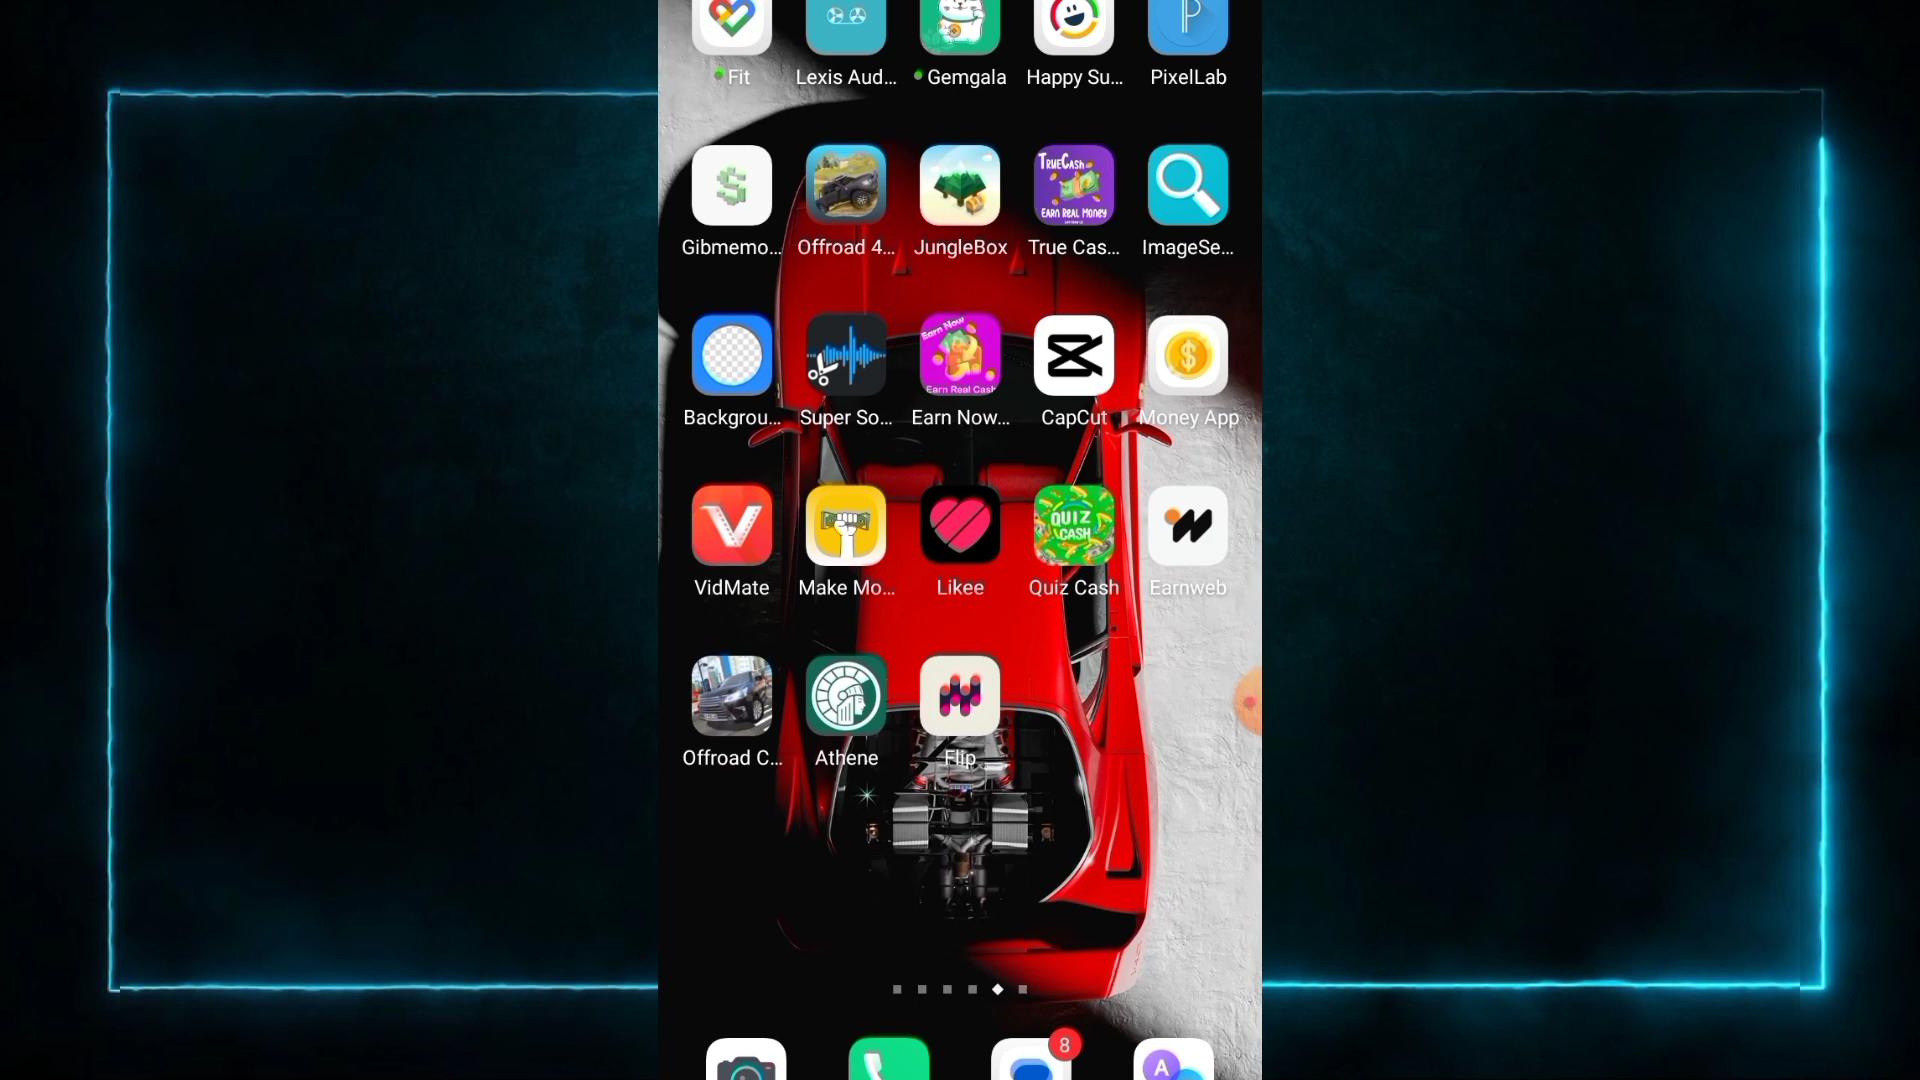 Fit Lexis Aud... Gemgala Happy Su... PixelLab
TRUECash
EARN REAL MONEY
Gibmemo... Offroad 4... JungleBox True Cas... ImageSe...
Earn Now
Earn Real Cash
Backgrou... Super So... Earn Now... CapCut Money App
QUIZ
CASH
VidMate Make Mo... Likee Quiz Cash Earnweb
Offroad C... Athene Flip
8
A